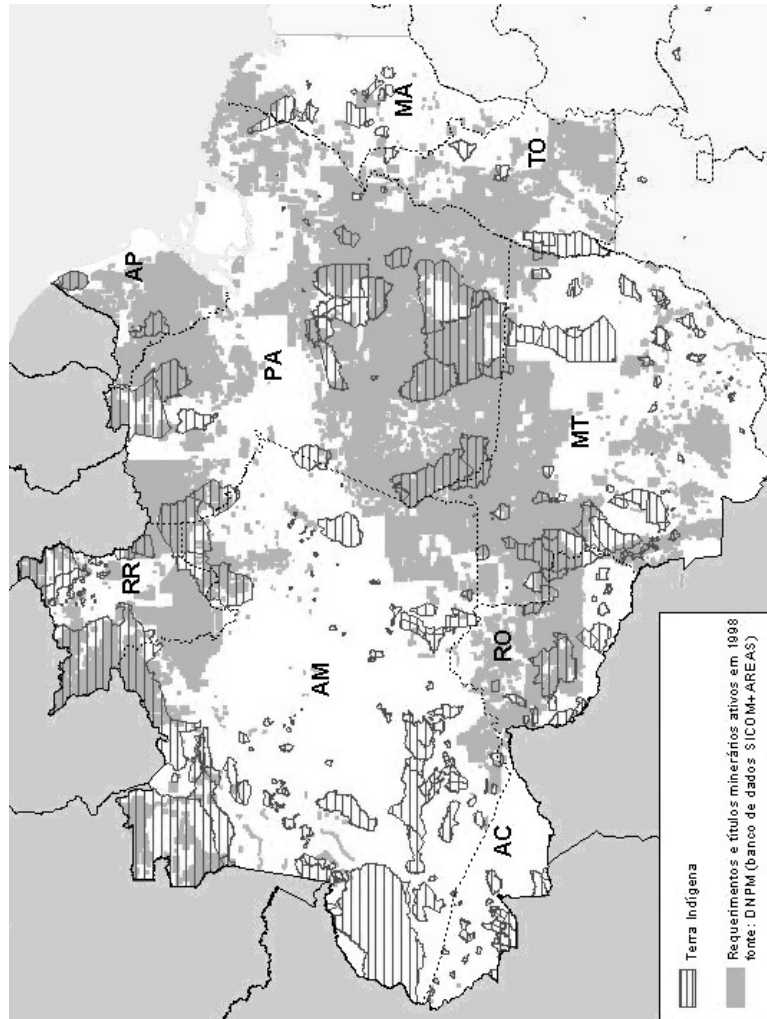 RR
AP
AM
PA
MA
RO
AC
MT
TO
Terra Indígena
Requerimentos e títulos minerários ativos em 1998
fonte: DNPM (banco de dados SICOM+AREAS)